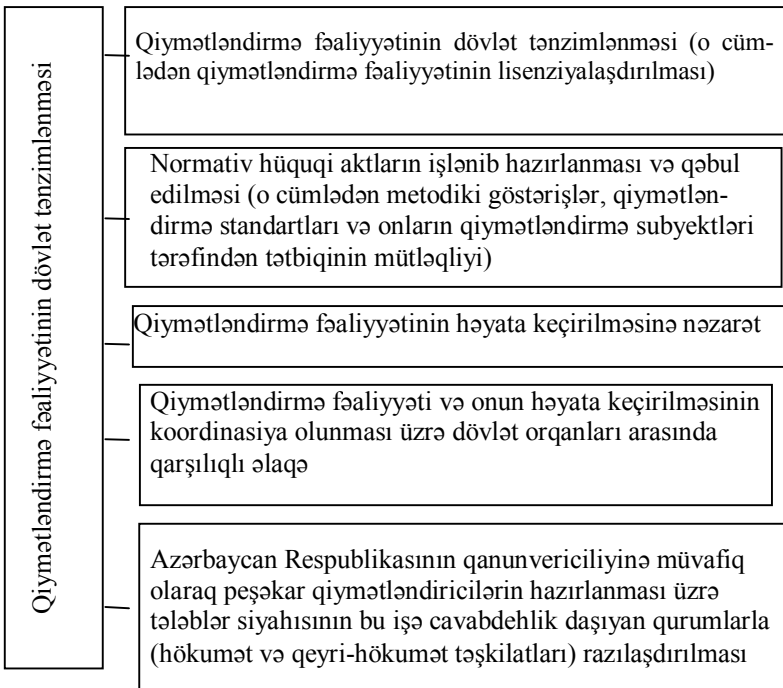 Qiymətləndirmə fəaliyyətinin dövlət tənzimlənməsi
Qiymətləndirmə fəaliyyətinin dövlət tənzimlənməsi (o cüm-
lədən qiymətləndirmə fəaliyyətinin lisenziyalaşdırılması)
Normativ hüquqi aktların işlənib hazırlanması və qəbul
edilməsi (o cümlədən metodiki göstərişlər, qiymətlən-
dirmə standartları və onların qiymətləndirmə subyektləri
tərəfindən tətbiqinin mütləqliyi)
Qiymətləndirmə fəaliyyətinin həyata keçirilməsinə nəzarət
Qiymətləndirmə fəaliyyəti və onun həyata keçirilməsinin
koordinasiya olunması üzrə dövlət orqanları arasında
qarşılıqlı əlaqə
Azərbaycan Respublikasının qanunvericiliyinə müvafiq
olaraq peşəkar qiymətləndiricilərin hazırlanması üzrə
tələblər siyahısının bu işə cavabdehlik daşıyan qurumlarla
(hökumət və qeyri-hökumət təşkilatları) razılaşdırılması